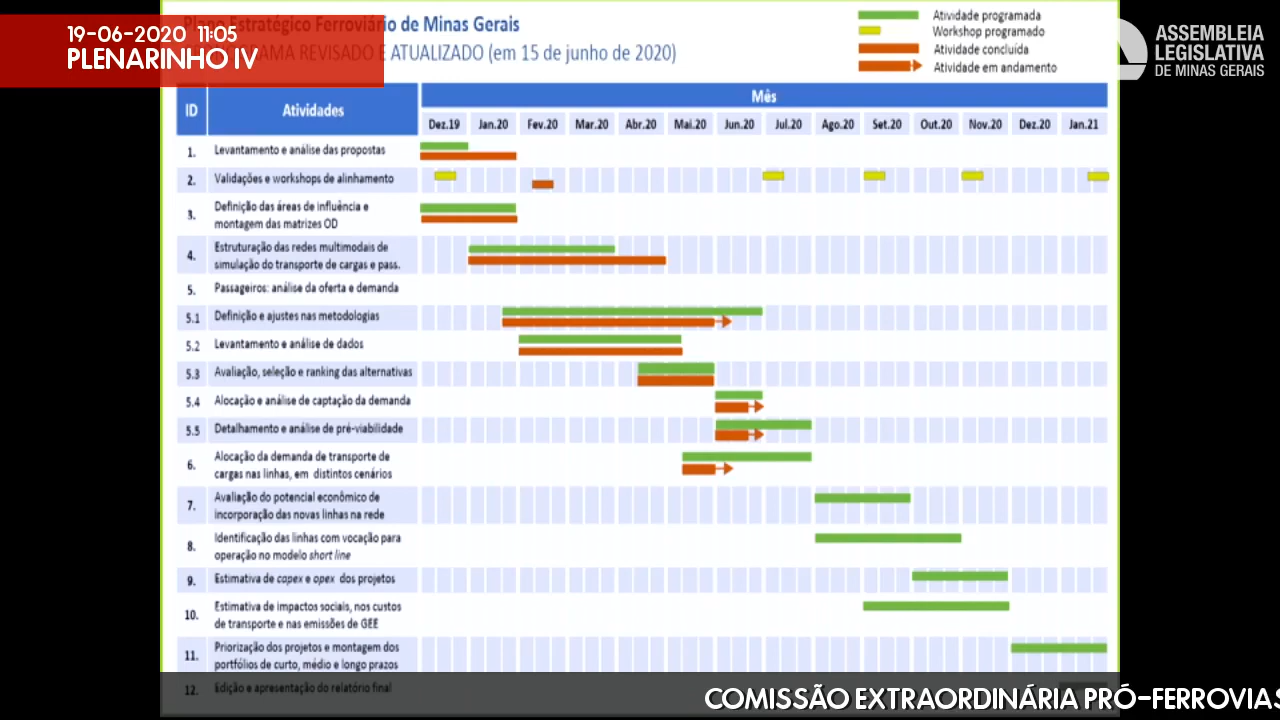 19-06-2020 11:05
PLENARINHO IV
Plano Estratégico Ferroviário de Minas Gerais
AMA REVISADO E ATUALIZADO (em 15 de junho de 2020)
Atividade programada
Workshop programado
Atividade concluída
Atividade em andamento
ASSEMBLEIA
LEGISLATIVA
DE MINAS GERAIS
ID Atividades Mês
Dez.19 Jan.20 Fev.20 Mar.20 Abr.20 Mai.20 Jun.20 Jul.20 Ago.20 Set.20 Out.20 Nov.20 Dez.20 Jan.21
1. Levantamento e análise das propostas
2. Validações e workshops de alinhamento
3. Definição das áreas de influência e
montagem das matrizes OD
4. Estruturação das redes multimodais de
simulação do transporte de cargas e pass.
5. Passageiros: análise da oferta e demanda
5.1 Definição e ajustes nas metodologias
5.2 Levantamento e análise de dados
5.3 Avaliação, seleção e ranking das alternativas
5.4 Alocação e análise de captação da demanda
5.5 Detalhamento e análise de pré-viabilidade
6. Alocação da demanda de transporte de
cargas nas linhas, em distintos cenários
7. Avaliação do potencial econômico de
incorporação das novas linhas na rede
8. Identificação das linhas com vocação para
operação no modelo short line
9. Estimativa de capex e opex dos projetos
10. Estimativa de impactos sociais, nos custos
de transporte e nas emissões de GEE
11. Priorização dos projetos e montagem dos
portfólios de curto, médio e longo prazos
12. Edição e apresentação do relatório final
COMISSÃO EXTRAORDINÁRIA PRÓ-FERROVIAS